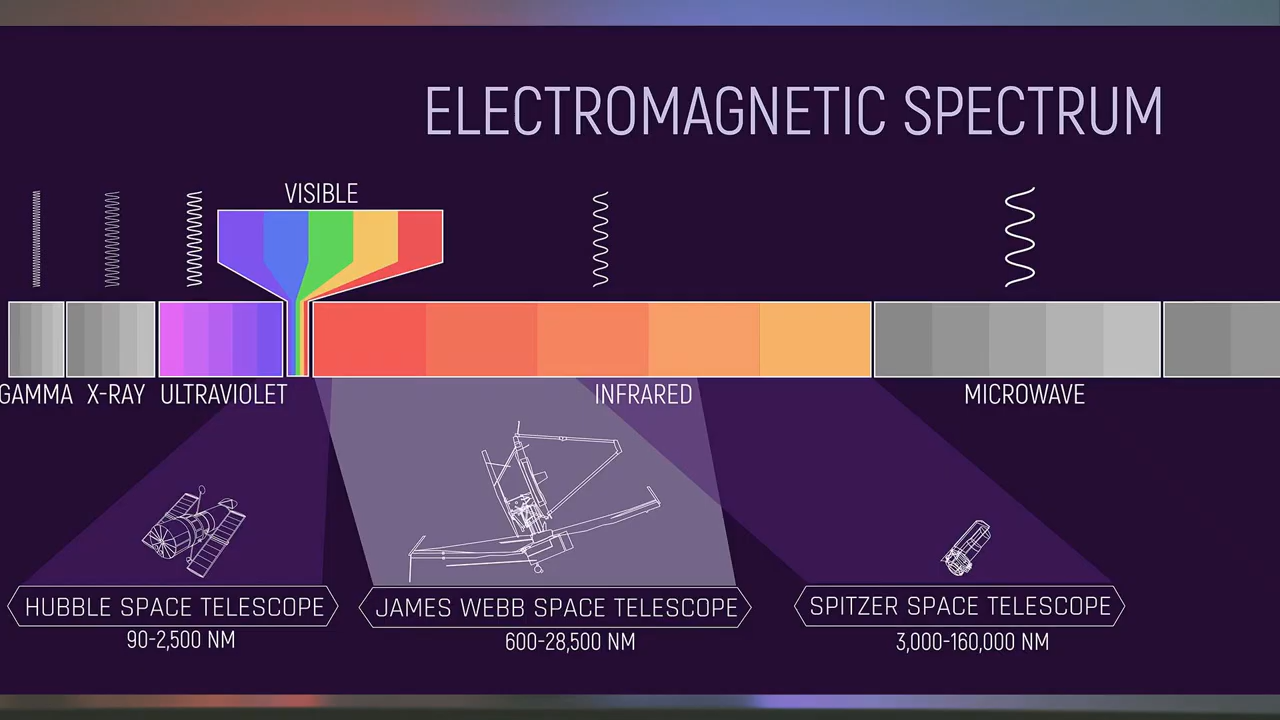 ELECTROMAGNETIC SPECTRUM
VISIBLE
GAMMA X-RAY ULTRAVIOLET INFRARED MICROWAVE
HUBBLE SPACE TELESCOPE
90-2,500 NM
JAMES WEBB SPACE TELESCOPE
600-28,500 NM
SPITZER SPACE TELESCOPE
3,000-160,000 NM